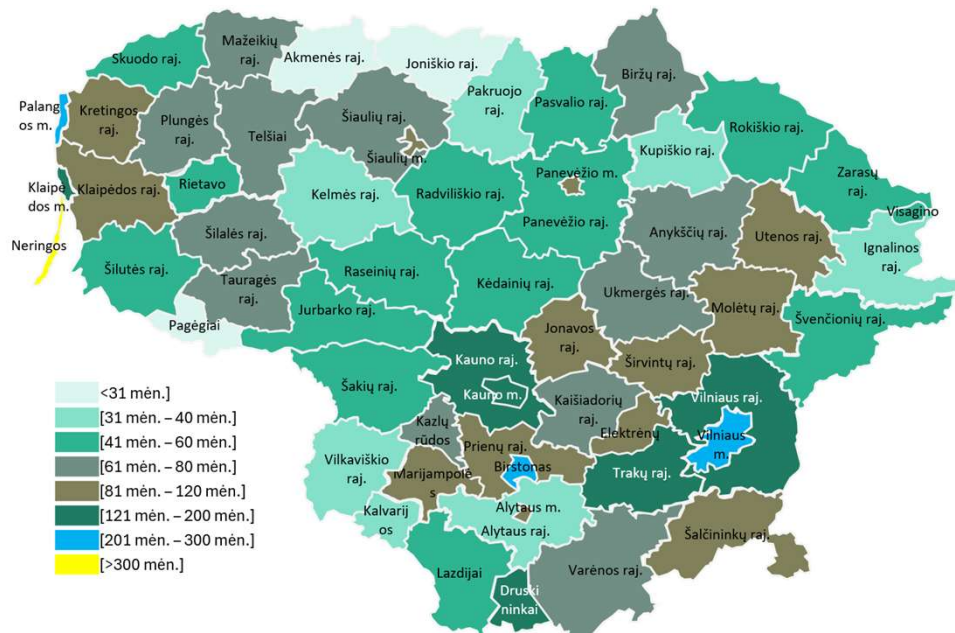 Mažeikių
raj.
Skuodo raj.
Akmenės raj.
Joniškio raj.
Biržų raj.
Pakruojo
raj.
Pasvalio raj.
Palang
os m.
Kretingos
raj.
Plungės
raj.
Telšiai
Šiaulių raj.
Šiaulių m.
Rokiškio raj.
Kupiškio raj.
Panevėžio m.
Zarasų
raj.
Klaipė
dos m.
Klaipėdos raj.
Rietavo
Kelmės raj.
Radviliškio raj.
Panevėžio raj.
Visagino
Neringos
Šilalės raj.
Anykščių raj.
Utenos raj.
Ignalinos
raj.
Šilutės raj.
Tauragės
raj.
Raseinių raj.
Kėdainių raj.
Ukmergės raj.
Molėtų raj.
Švenčionių raj.
Pagėgiai
Jurbarko raj.
Jonavos
raj.
Kauno raj.
Širvintų raj.
Šakių raj.
Kauno m.
Kaišiadorių
raj.
Vilniaus raj.
Kazlų
rūdos
Elektrėnų
Vilniaus
m.
Prienų raj.
Vilkaviškio
raj.
Marijampolė
s
Birstonas
Trakų raj.
Kalvarij
os
Alytaus m.
Alytaus raj.
Šalčininkų raj.
Lazdijai
Varėnos raj.
Druski
ninkai
<31 mėn.]
[31 mėn. – 40 mėn.]
[41 mėn. – 60 mėn.]
[61 mėn. – 80 mėn.]
[81 mėn. – 120 mėn.]
[121 mėn. – 200 mėn.]
[201 mėn. – 300 mėn.]
[>300 mėn.]